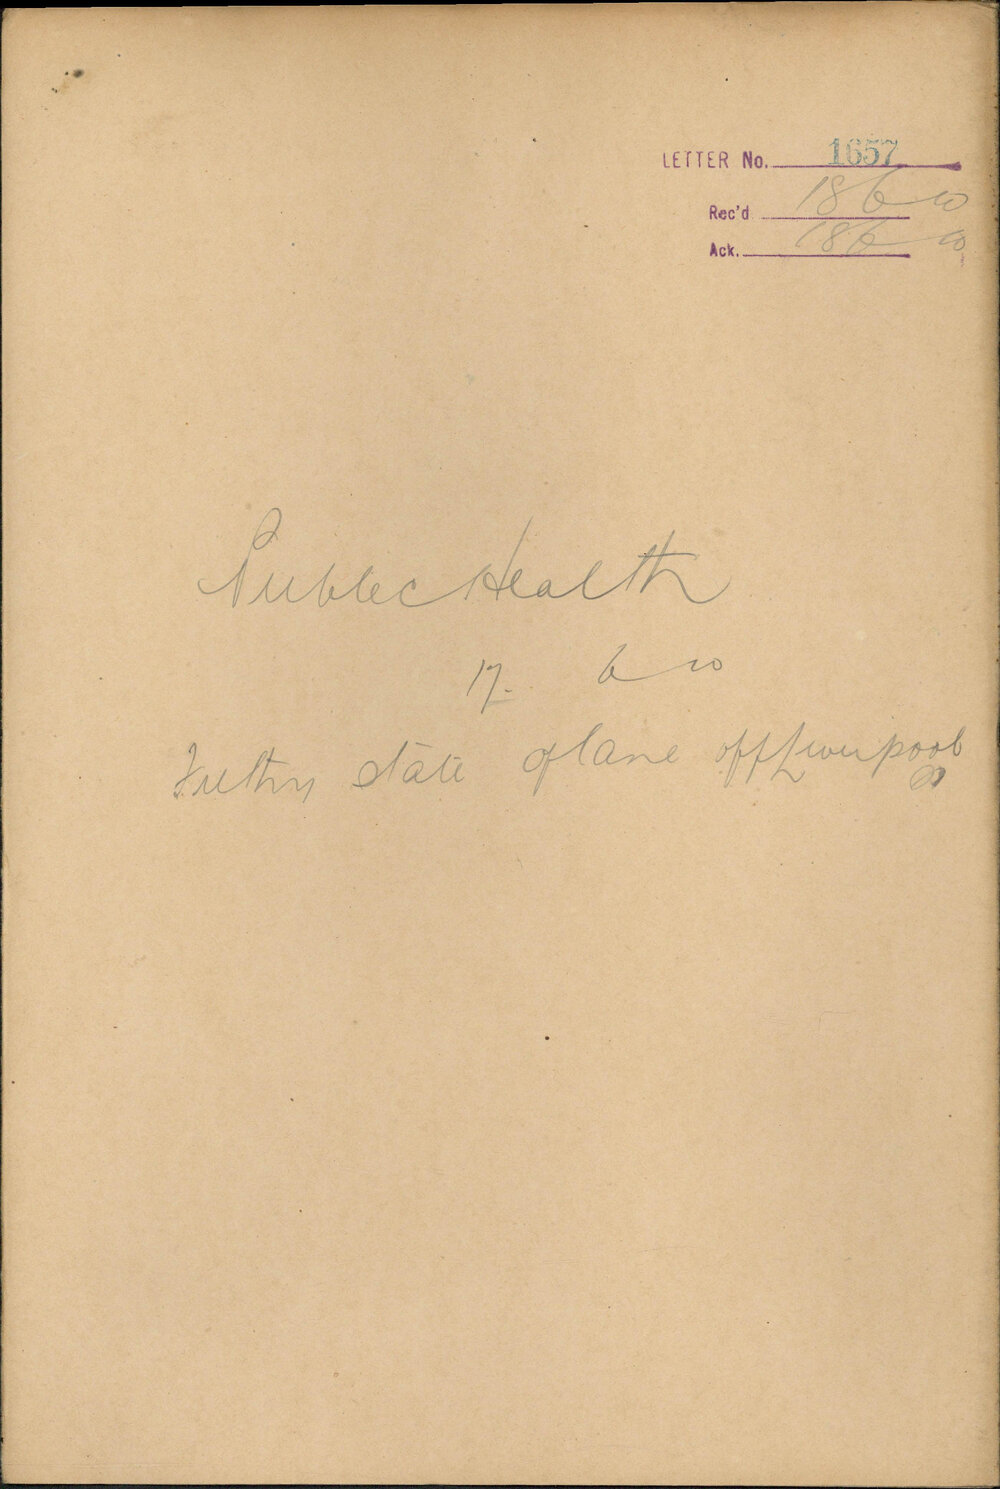 LETTER No. 1657
Rec'd 18 6 10
Ack. 18 6 10
Public Health
17. 6 10
Filthy state of lane off Liverpool